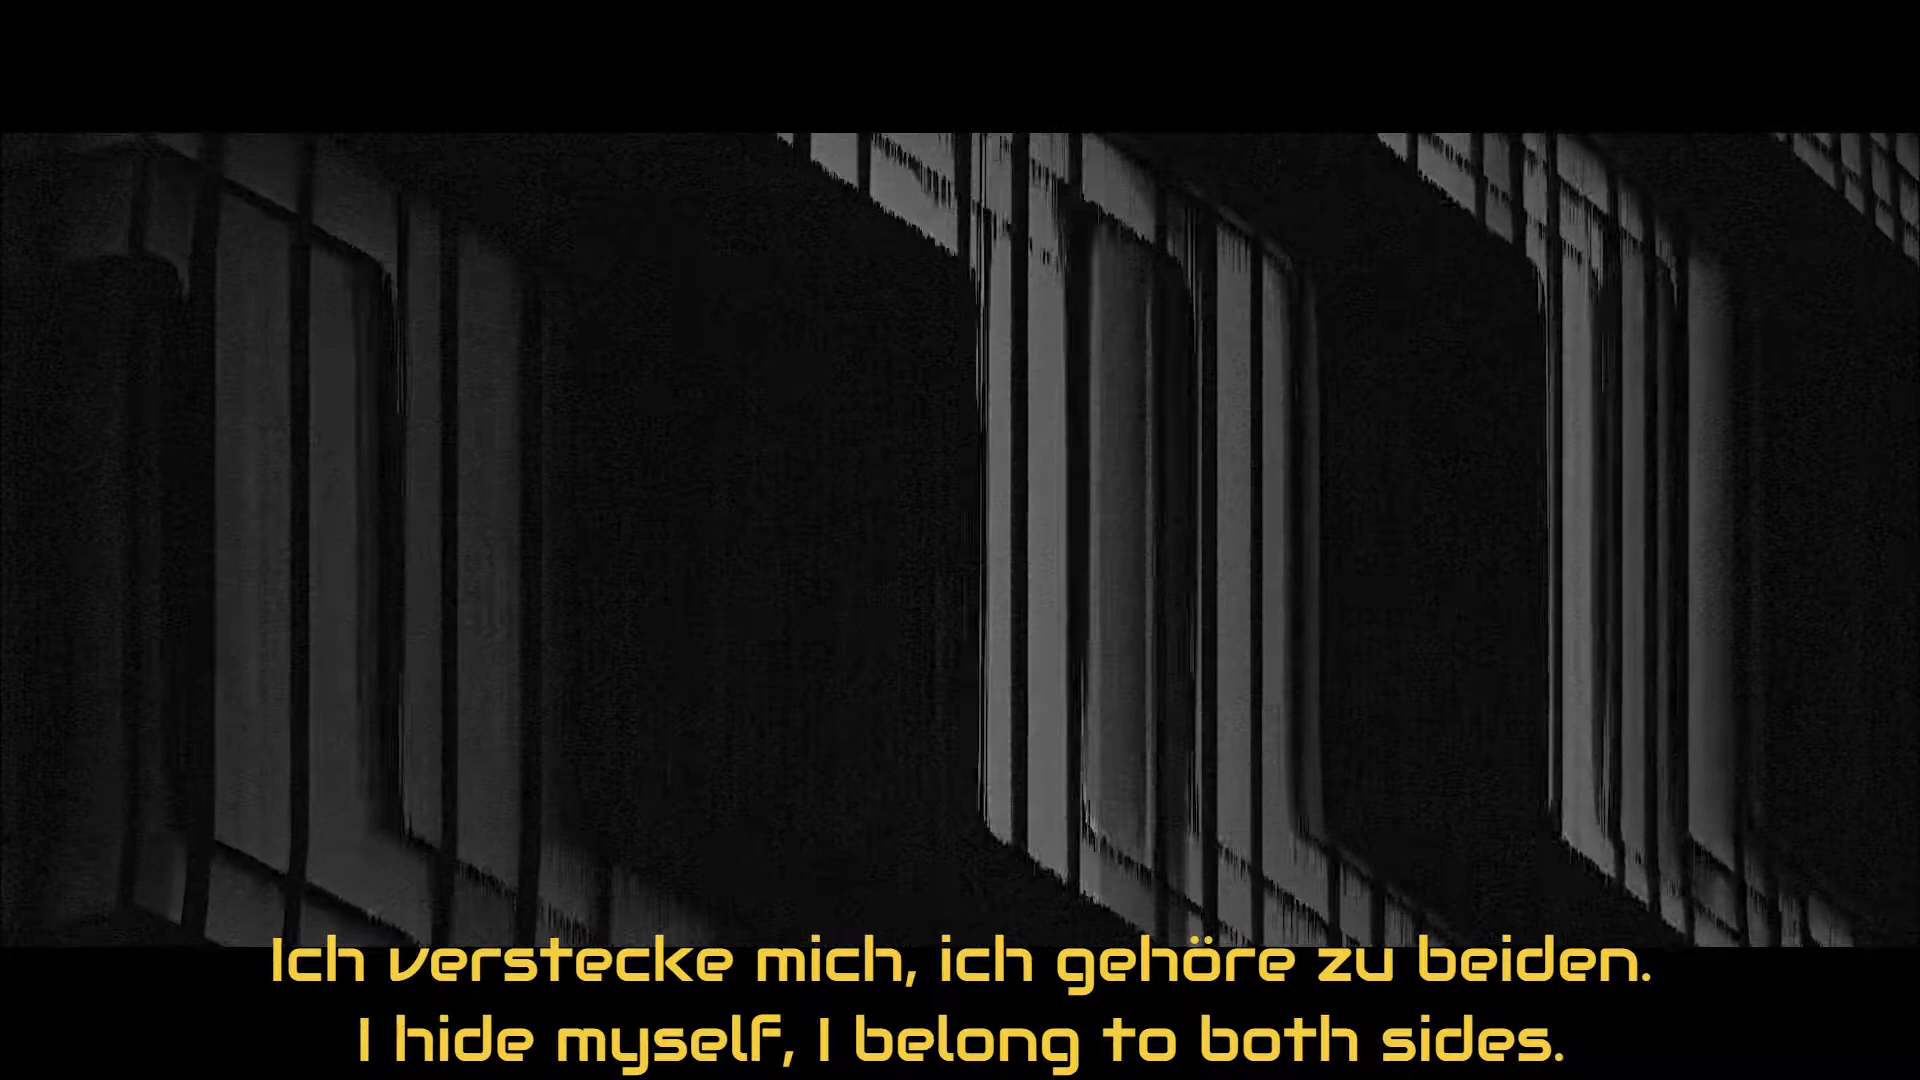 Ich verstecke mich, ich gehöre zu beiden.
I hide myself, I belong to both sides.